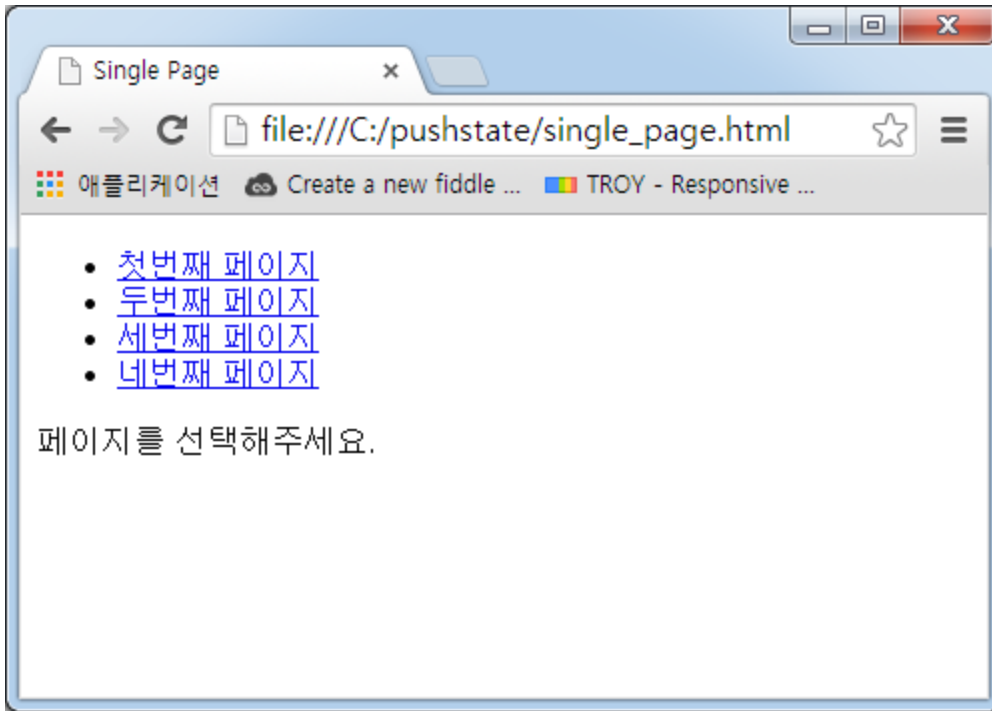 Single Page
file:///C:/pushstate/single_page.html
애플리케이션 Create a new fiddle ... TROY - Responsive ...
첫번째 페이지
두번째 페이지
세번째 페이지
네번째 페이지
페이지를 선택해주세요.